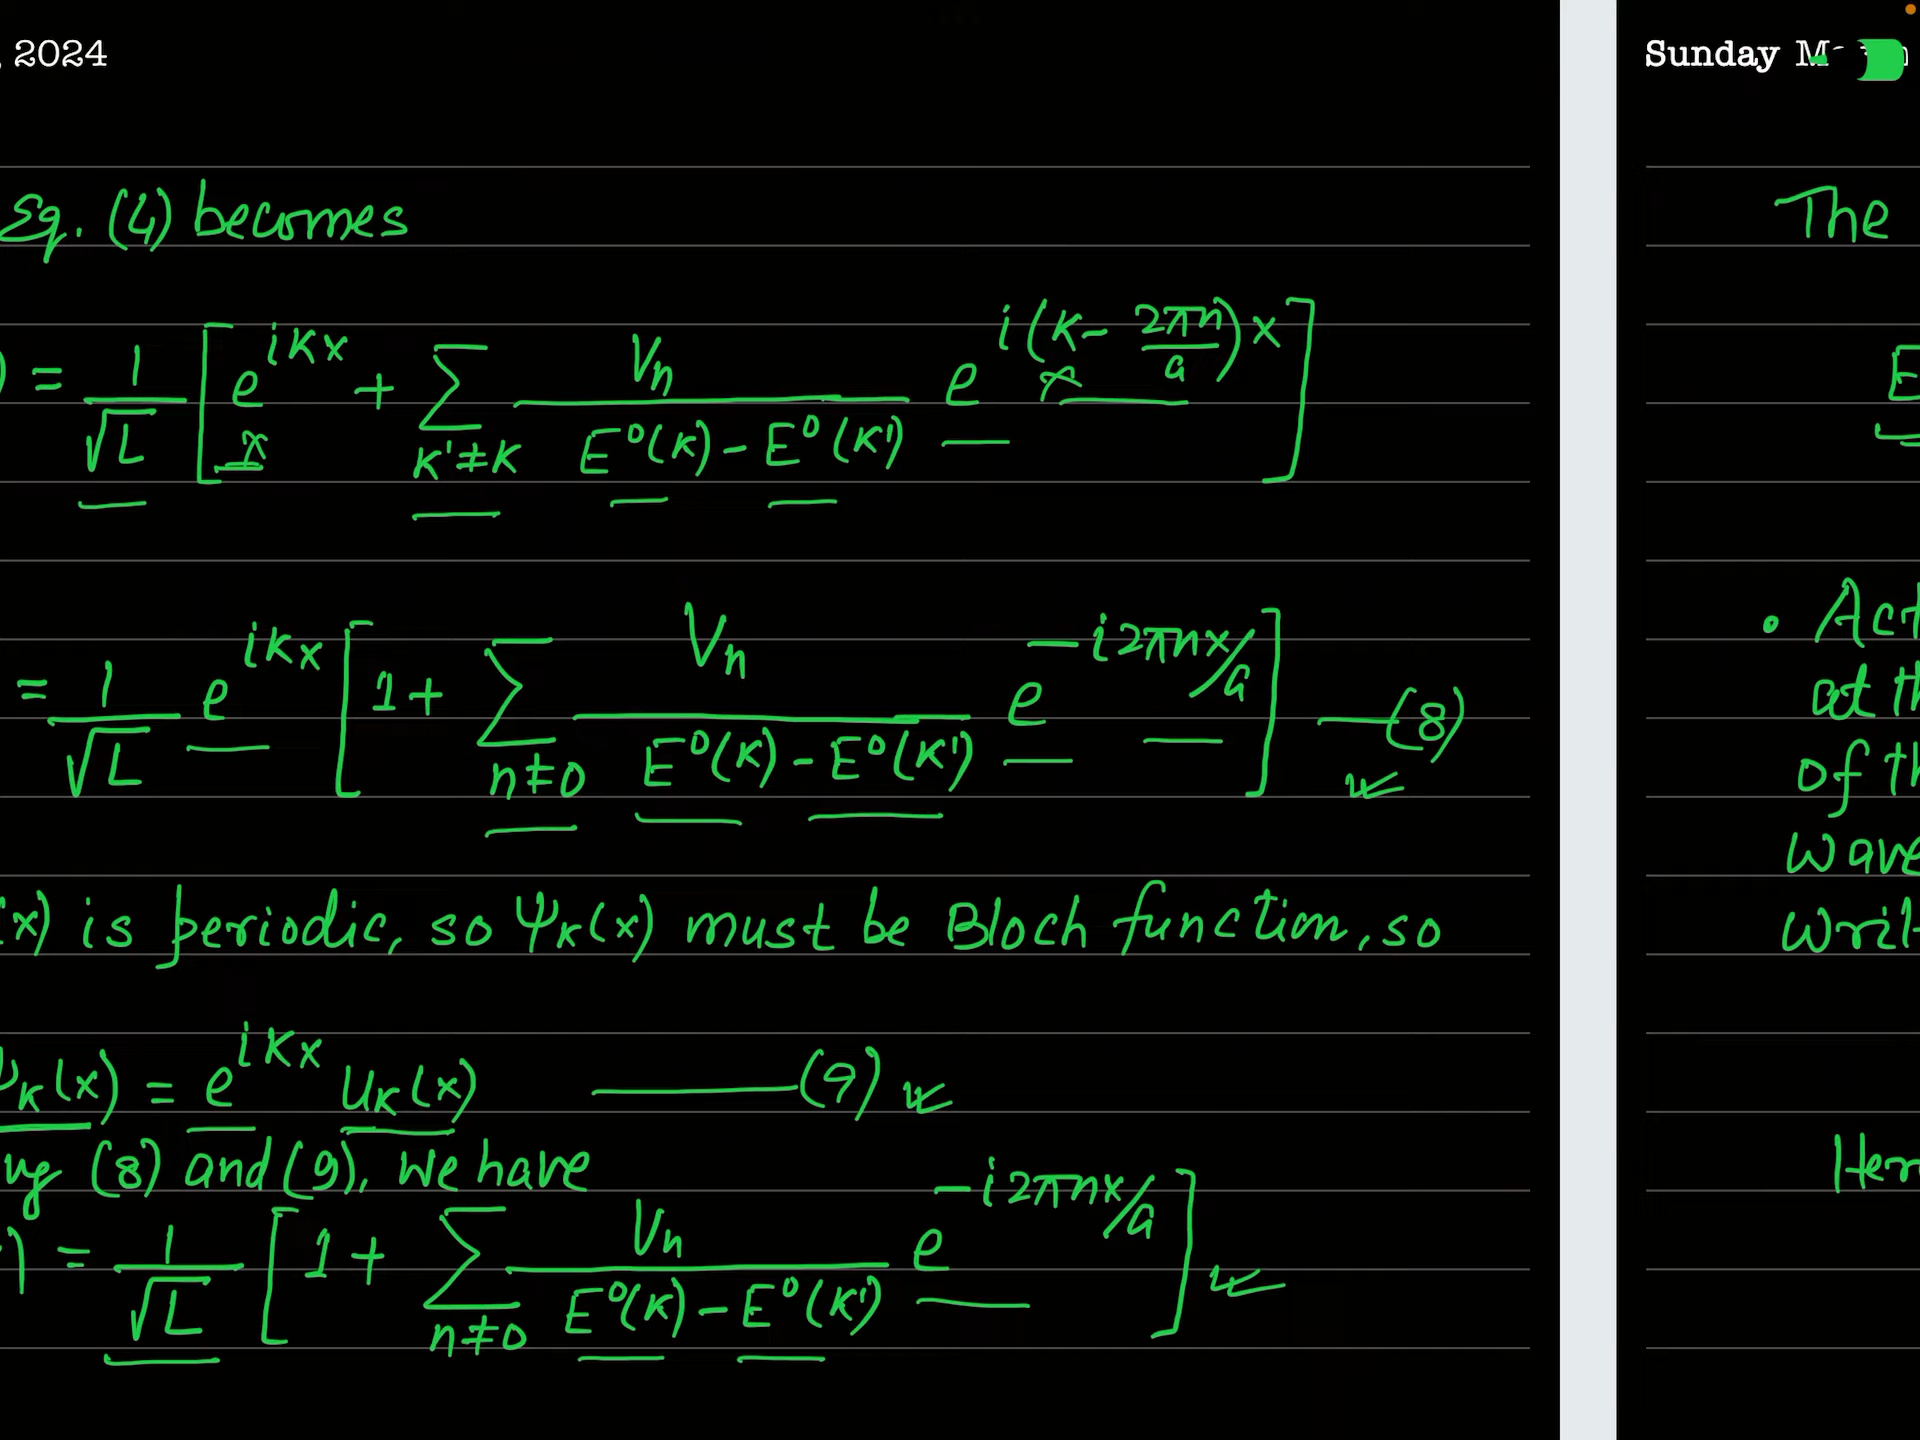 , 2024
Eq. (4) becomes
) = 1/√L [ e^{ikx} + Σ_{k'≠k} V_n / (E⁰(k) - E⁰(k')) e^{i(k - 2πn/a)x} ]
= 1/√L e^{ikx} [ 1 + Σ_{n≠0} V_n / (E⁰(k) - E⁰(k')) e^{-i2πnx/a} ] —(8)
(x) is periodic, so ψ_k(x) must be Bloch function, so
ψ_k(x) = e^{ikx} u_k(x) ———(9)
ng (8) and (9), we have
) = 1/√L [ 1 + Σ_{n≠0} V_n / (E⁰(k) - E⁰(k')) e^{-i2πnx/a} ]
Sunday
The
E
• Act
at th
of th
wave
writ
Her